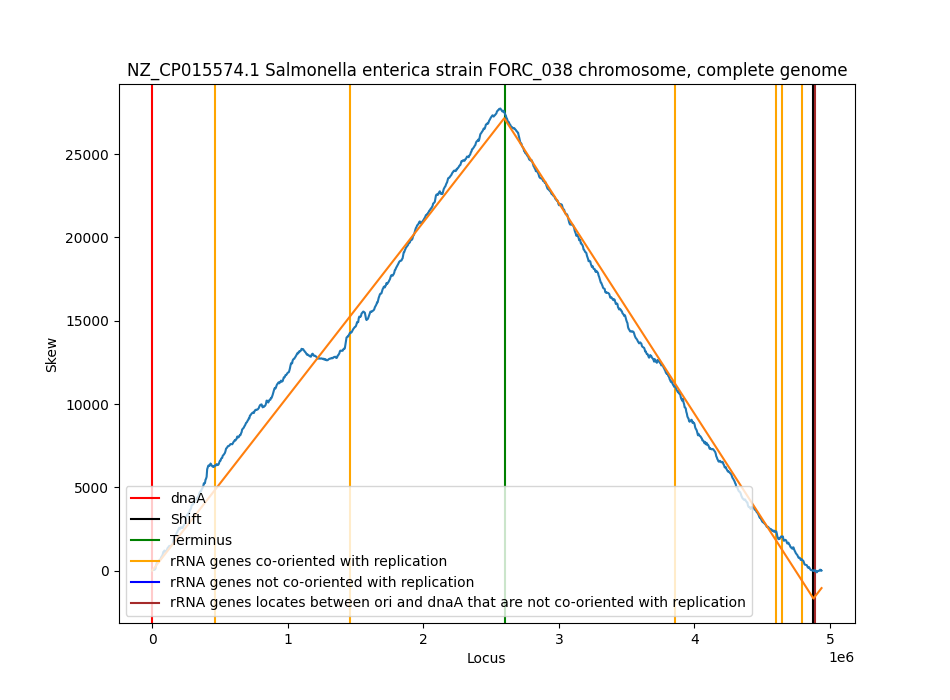 NZ_CP015574.1 Salmonella enterica strain FORC_038 chromosome, complete genome
Skew
25000
20000
15000
10000
5000
0
dnaA
Shift
Terminus
rRNA genes co-oriented with replication
rRNA genes not co-oriented with replication
rRNA genes locates between ori and dnaA that are not co-oriented with replication
0 1 2 3 4 5
1e6
Locus